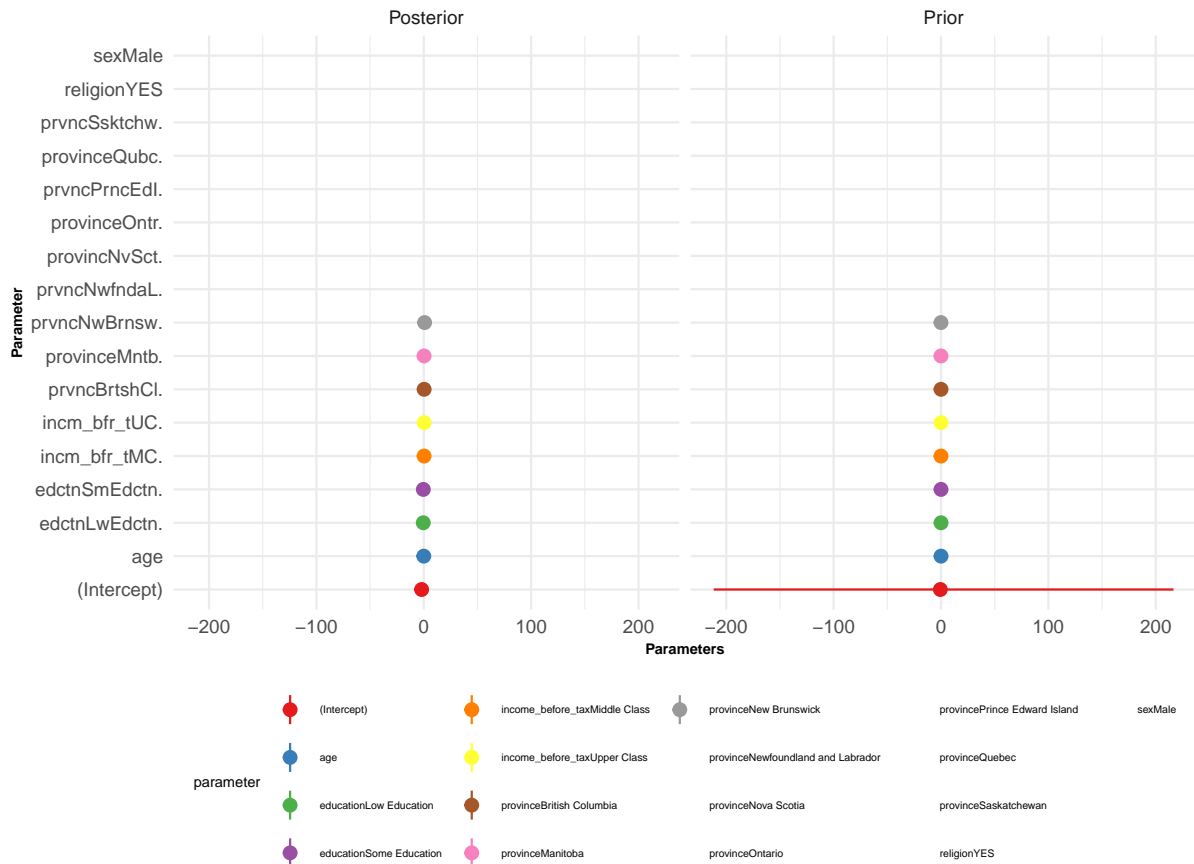 Posterior Prior
sexMale
religionYES
prvncSsktchw.
provinceQubc.
prvncPrncEdI.
provinceOntr.
provincNvSct.
prvncNwfndaL.
prvncNwBrnsw.
provinceMntb.
prvncBrtshCl.
incm_bfr_tUC.
incm_bfr_tMC.
edctnSmEdctn.
edctnLwEdctn.
age
(Intercept)
Parameter
−200 −100 0 100 200 −200 −100 0 100 200
Parameters
parameter
(Intercept) income_before_taxMiddle Class provinceNew Brunswick provincePrince Edward Island sexMale
age income_before_taxUpper Class provinceNewfoundland and Labrador provinceQuebec
educationLow Education provinceBritish Columbia provinceNova Scotia provinceSaskatchewan
educationSome Education provinceManitoba provinceOntario religionYES